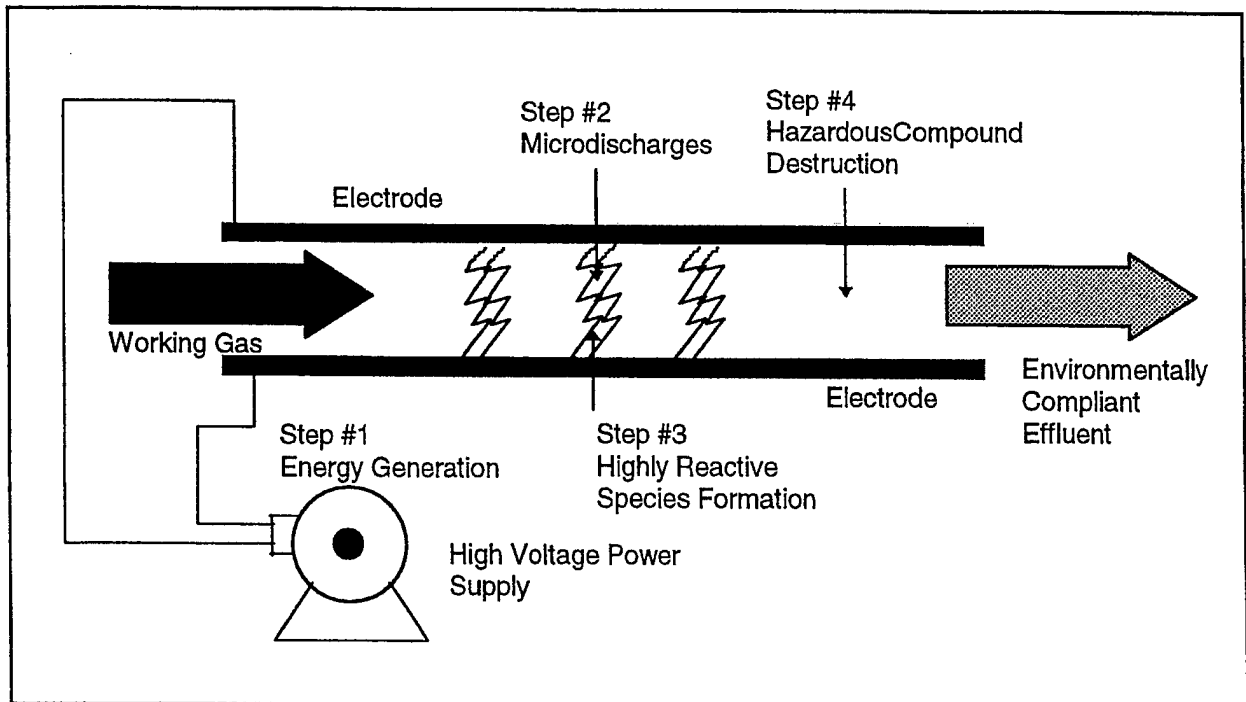 Step #2
Microdischarges
Step #4
HazardousCompound
Destruction
Electrode
Working Gas
Electrode
Environmentally
Compliant
Effluent
Step #1
Energy Generation
Step #3
Highly Reactive
Species Formation
High Voltage Power
Supply